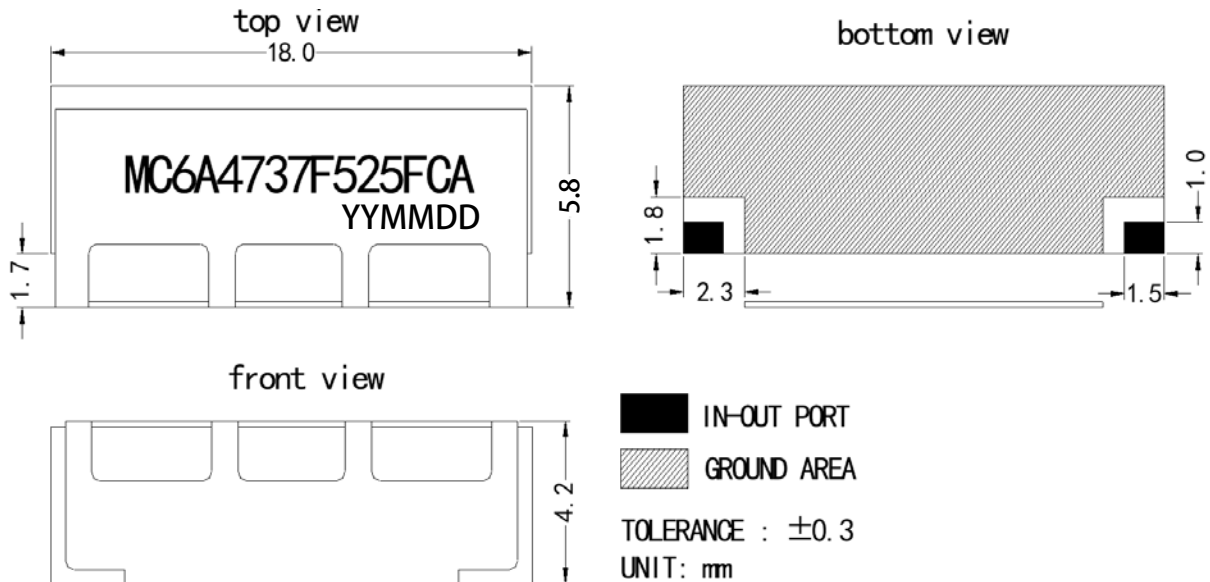 top view
18.0
MC6A4737F525FCA
YYMMDD
5.8
1.7
bottom view
1.8
1.0
2.3
1.5
front view
4.2
IN-OUT PORT
GROUND AREA
TOLERANCE : ±0.3
UNIT: mm